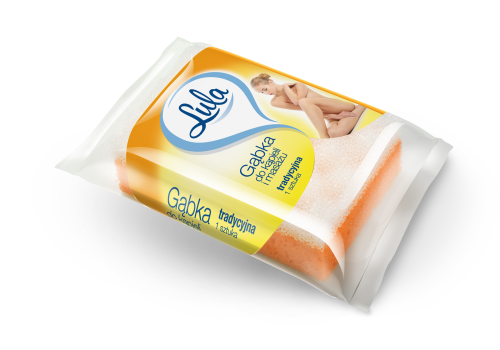 Lula
Gąbka
do kąpieli
i masażu
tradycyjna
1 sztuka
Gąbka
do kąpieli
tradycyjna
1 sztuka